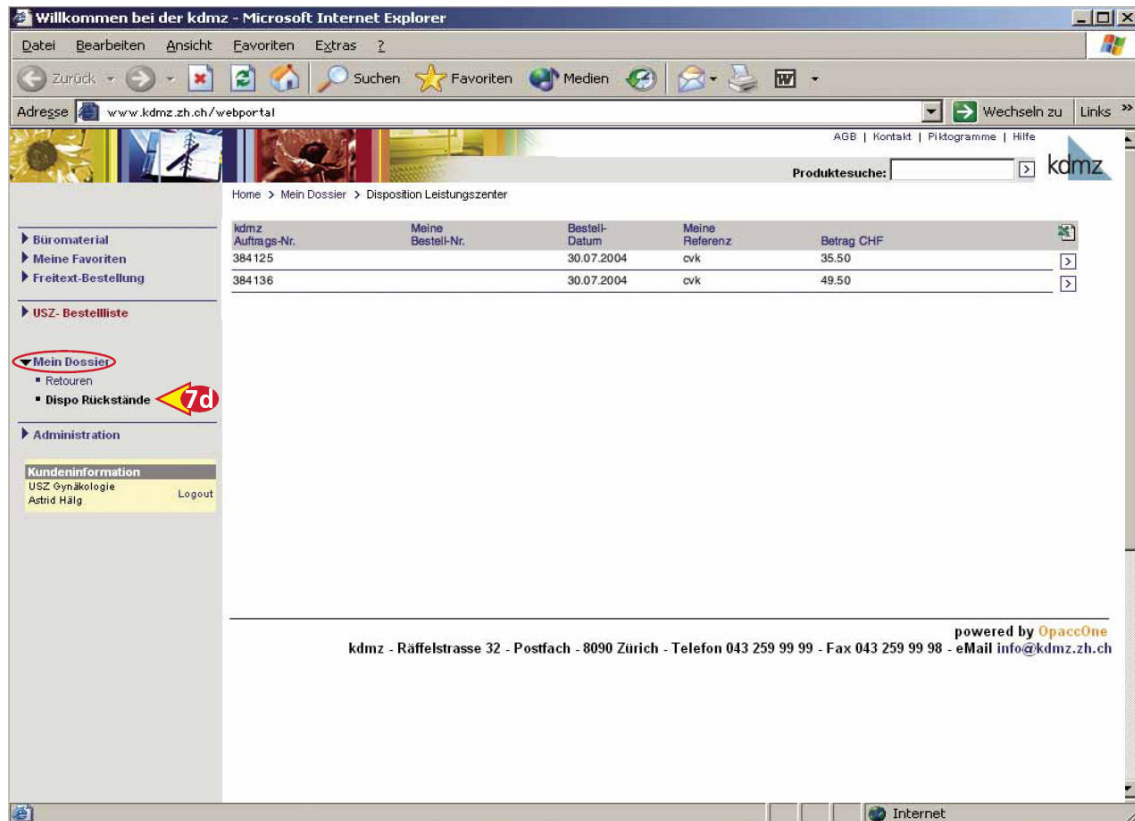 Willkommen bei der kdmz - Microsoft Internet Explorer
Datei Bearbeiten Ansicht Favoriten Extras ?
Zurück Suchen Favoriten Medien
Adresse www.kdmz.zh.ch/webportal Wechseln zu Links »
AGB | Kontakt | Piktogramme | Hilfe
Produktesuche: kdmz
Home > Mein Dossier > Disposition Leistungszenter
kdmz Auftrags-Nr. Meine Bestell-Nr. Bestell-Datum Meine Referenz Betrag CHF
384125 30.07.2004 cvk 35.50
384136 30.07.2004 cvk 49.50
Büromaterial
Meine Favoriten
Freitext-Bestellung
USZ- Bestellliste
Mein Dossier
Retouren
Dispo Rückstände 7d
Administration
Kundeninformation
USZ Gynäkologie
Astrid Hälg Logout
powered by OpaccOne
kdmz - Räffelstrasse 32 - Postfach - 8090 Zürich - Telefon 043 259 99 99 - Fax 043 259 99 98 - eMail info@kdmz.zh.ch
Internet